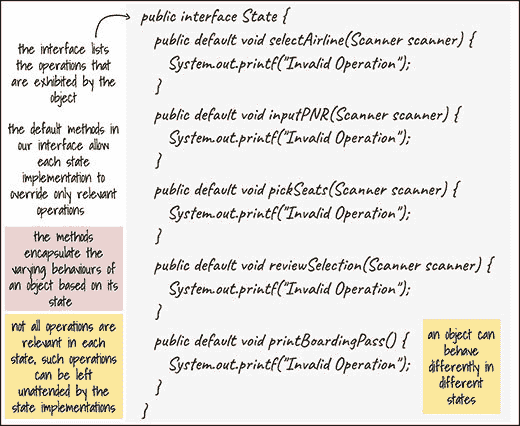 the interface lists
the operations that
are exhibited by the
object
the default methods in
our interface allow
each state
implementation to
override only relevant
operations
the methods
encapsulate the
varying behaviours of
an object based on its
state
not all operations are
relevant in each
state, such operations
can be left
unattended by the
state implementations
public interface State {
public default void selectAirline(Scanner scanner) {
System.out.printf("Invalid Operation");
}
public default void inputPNR(Scanner scanner) {
System.out.printf("Invalid Operation");
}
public default void pickSeats(Scanner scanner) {
System.out.printf("Invalid Operation");
}
public default void reviewSelection(Scanner scanner) {
System.out.printf("Invalid Operation");
}
public default void printBoardingPass() {
System.out.printf("Invalid Operation");
}
}
an object can
behave
differently in
different
states